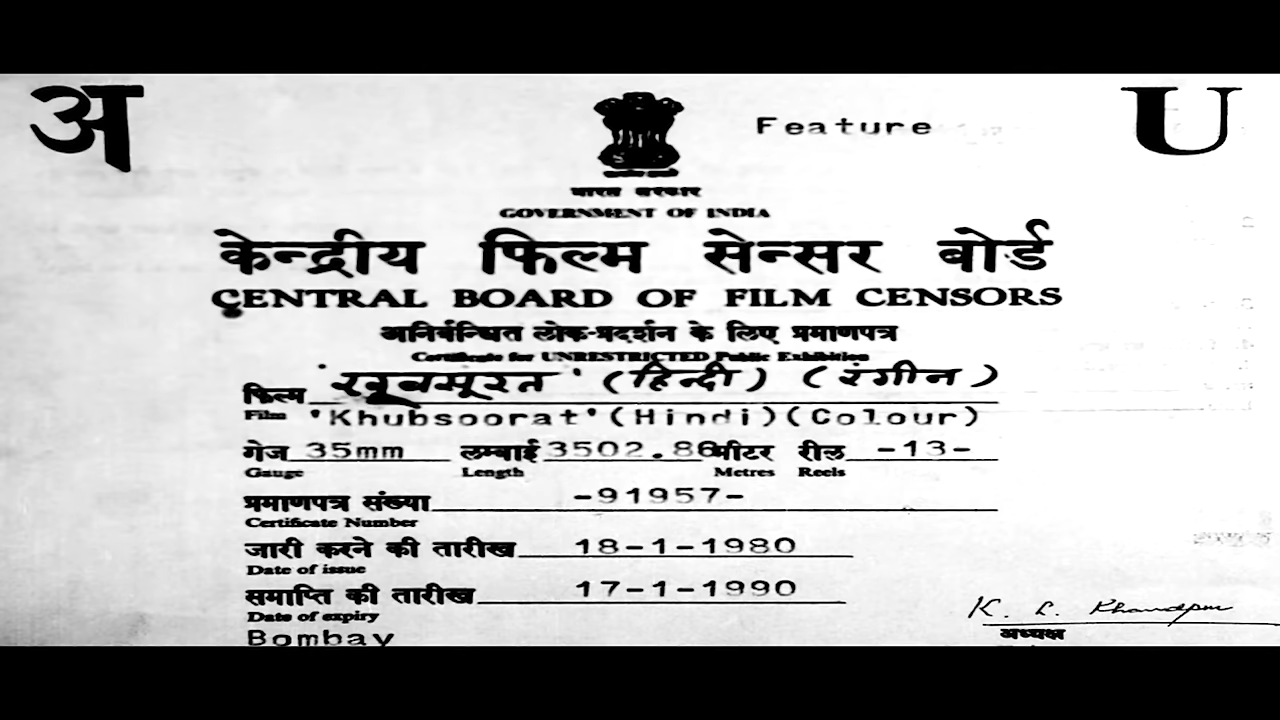 अ
U
Feature
भारत सरकार
GOVERNMENT OF INDIA
केन्द्रीय फिल्म सेन्सर बोर्ड
CENTRAL BOARD OF FILM CENSORS
अनिर्बन्धित लोक-प्रदर्शन के लिए प्रमाणपत्र
Certificate for UNRESTRICTED Public Exhibition
फिल्म 'खूबसूरत' (हिन्दी) (रंगीन)
Film 'Khubsoorat' (Hindi) (Colour)
गेज 35mm लम्बाई 3502.86 मीटर रील -13-
Gauge Length Metres Reels
प्रमाणपत्र संख्या -91957-
Certificate Number
जारी करने की तारीख 18-1-1980
Date of issue
समाप्ति की तारीख 17-1-1990
Date of expiry
Bombay
K. L. Khandpur
अध्यक्ष